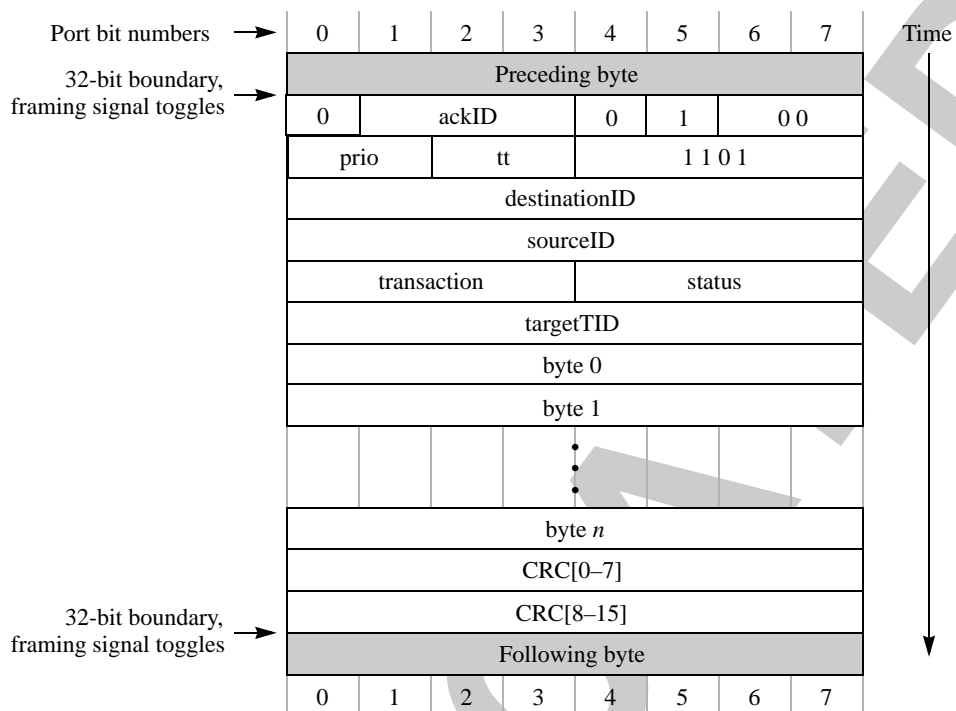 Port bit numbers 0 1 2 3 4 5 6 7 Time
Preceding byte
32-bit boundary,
framing signal toggles
0 ackID 0 1 0 0
prio tt 1 1 0 1
destinationID
sourceID
transaction status
targetTID
byte 0
byte 1
byte n
CRC[0–7]
CRC[8–15]
32-bit boundary,
framing signal toggles
Following byte
0 1 2 3 4 5 6 7